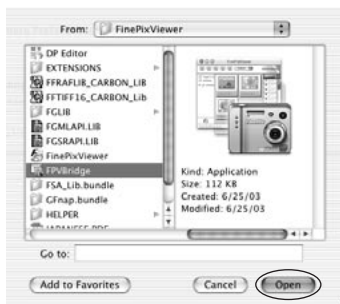 From: FinePixViewer
DP Editor
EXTENSIONS
FFRAFLIB_CARBON_LIB
FFTIFF16_CARBON_Lib
FGLIB
FGMLAPI.LIB
FGSRAPI.LIB
FinePixViewer
FPVBridge
FSA_Lib.bundle
GFnap.bundle
HELPER
Kind: Application
Size: 112 KB
Created: 6/25/03
Modified: 6/25/03
Go to:
Add to Favorites
Cancel
Open